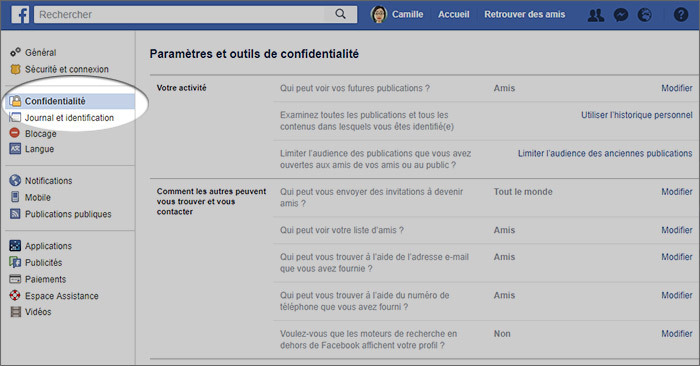 Rechercher
Camille Accueil Retrouver des amis
Général
Sécurité et connexion
Confidentialité
Journal et identification
Blocage
Langue
Notifications
Mobile
Publications publiques
Applications
Publicités
Paiements
Espace Assistance
Vidéos
Paramètres et outils de confidentialité
Votre activité
Qui peut voir vos futures publications ? Amis Modifier
Examinez toutes les publications et tous les
contenus dans lesquels vous êtes identifié(e) Utiliser l'historique personnel
Limiter l'audience des publications que vous avez
ouvertes aux amis de vos amis ou au public ? Limiter l'audience des anciennes publications
Comment les autres peuvent
vous trouver et vous
contacter
Qui peut vous envoyer des invitations à devenir
amis ? Tout le monde Modifier
Qui peut voir votre liste d'amis ? Amis Modifier
Qui peut vous trouver à l'aide de l'adresse e-mail
que vous avez fournie ? Amis Modifier
Qui peut vous trouver à l'aide du numéro de
téléphone que vous avez fourni ? Amis Modifier
Voulez-vous que les moteurs de recherche en
dehors de Facebook affichent votre profil ? Non Modifier